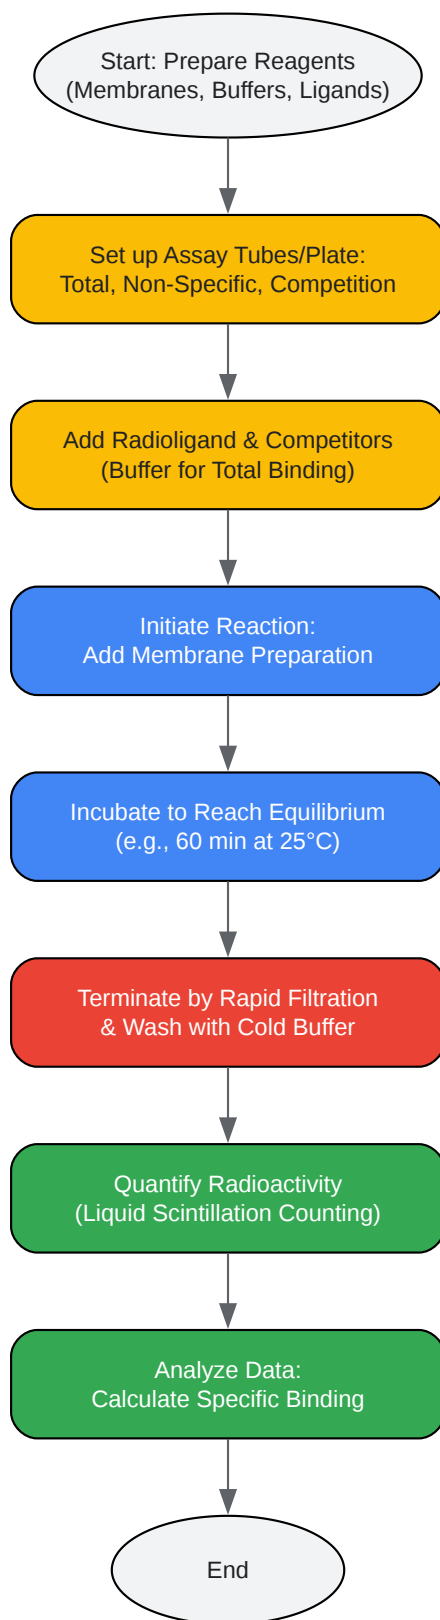 Start: Prepare Reagents
(Membranes, Buffers, Ligands)
Set up Assay Tubes/Plate:
Total, Non-Specific, Competition
Add Radioligand & Competitors
(Buffer for Total Binding)
Initiate Reaction:
Add Membrane Preparation
Incubate to Reach Equilibrium
(e.g., 60 min at 25°C)
Terminate by Rapid Filtration
& Wash with Cold Buffer
Quantify Radioactivity
(Liquid Scintillation Counting)
Analyze Data:
Calculate Specific Binding
End